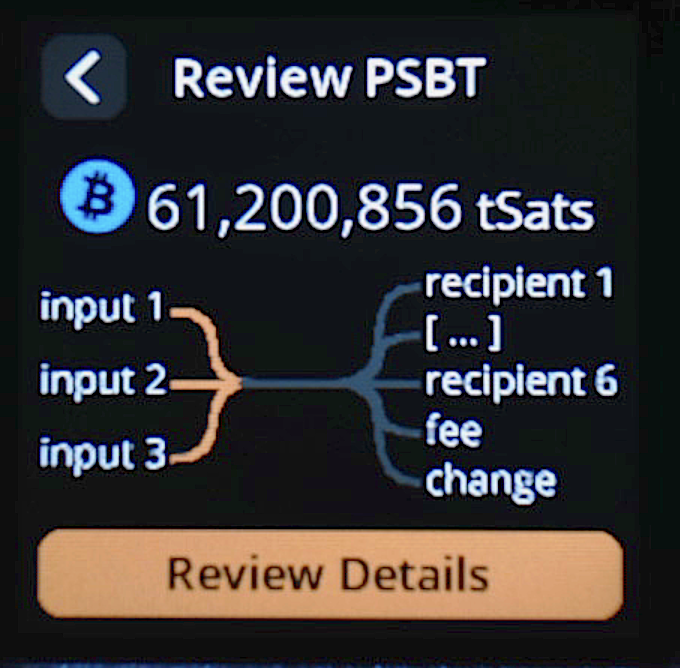 Review PSBT
61,200,856 tSats
input 1
input 2
input 3
recipient 1
[ ... ]
recipient 6
fee
change
Review Details